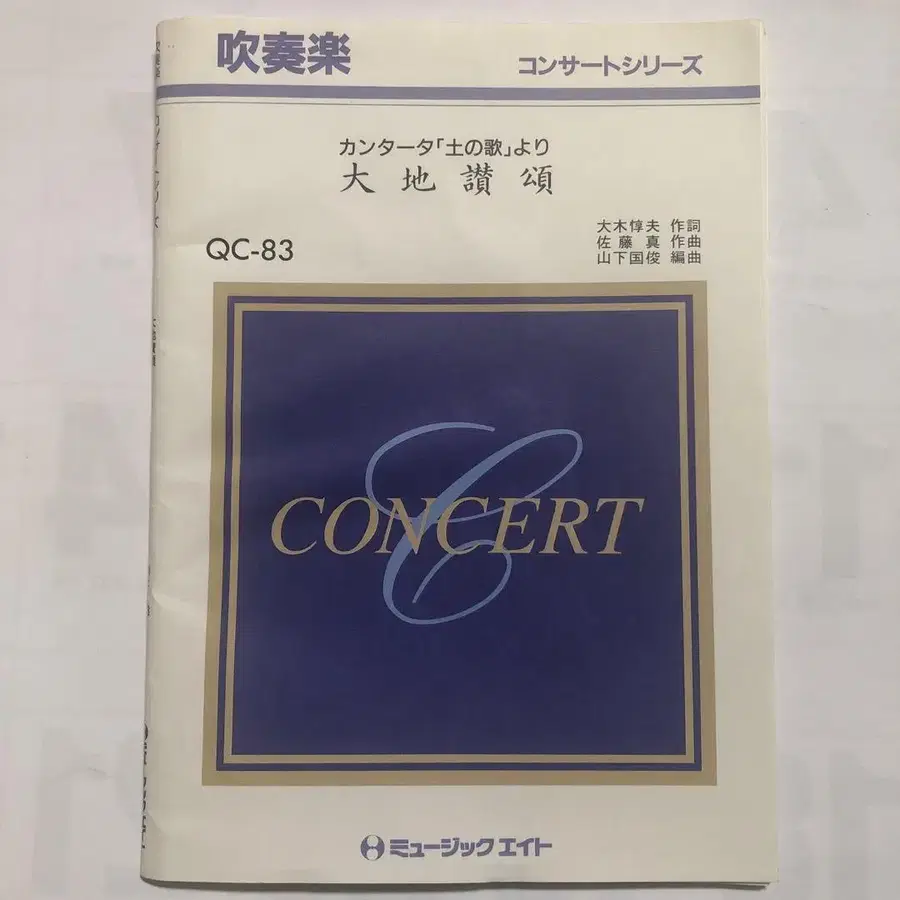 吹奏楽
コンサートシリーズ
カンタータ「土の歌」より
大地讃頌
大木惇夫 作詞
佐藤 真 作曲
山下国俊 編曲
QC-83
CONCERT
ミュージックエイト